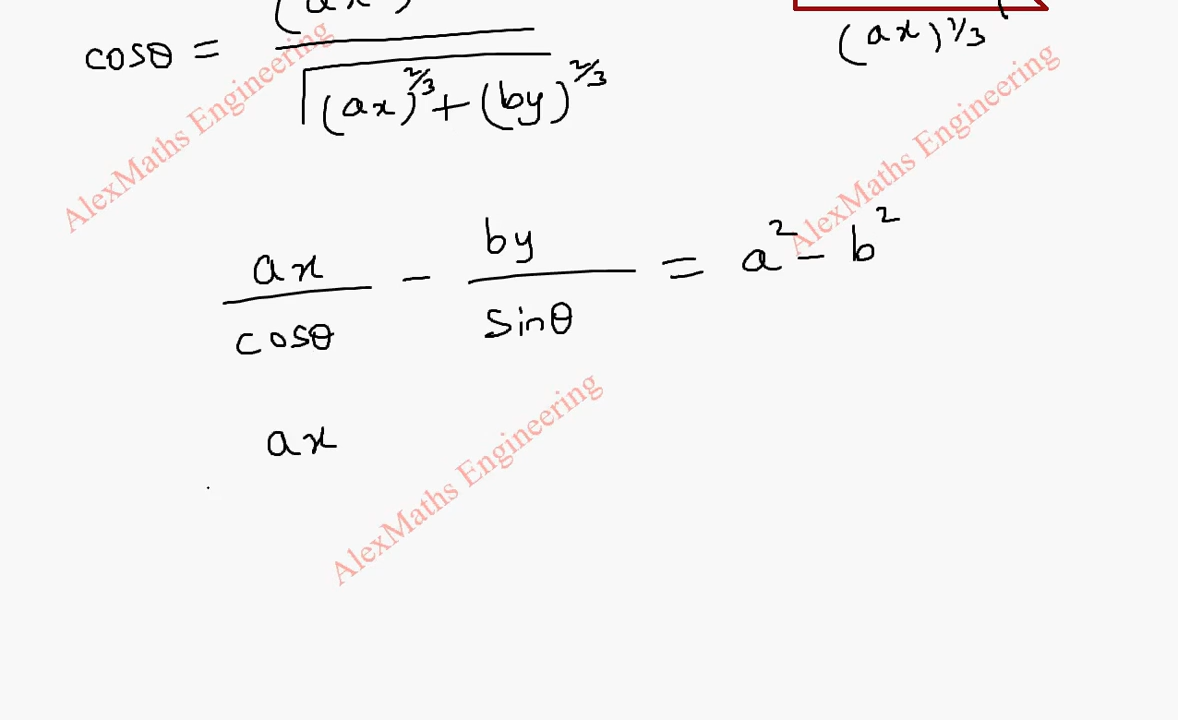 cosθ = (ax) / √((ax)^2/3 + (by)^2/3)
(ax)^1/3
ax/cosθ - by/sinθ = a² - b²
ax
AlexMaths Engineering
AlexMaths Engineering
AlexMaths Engineering